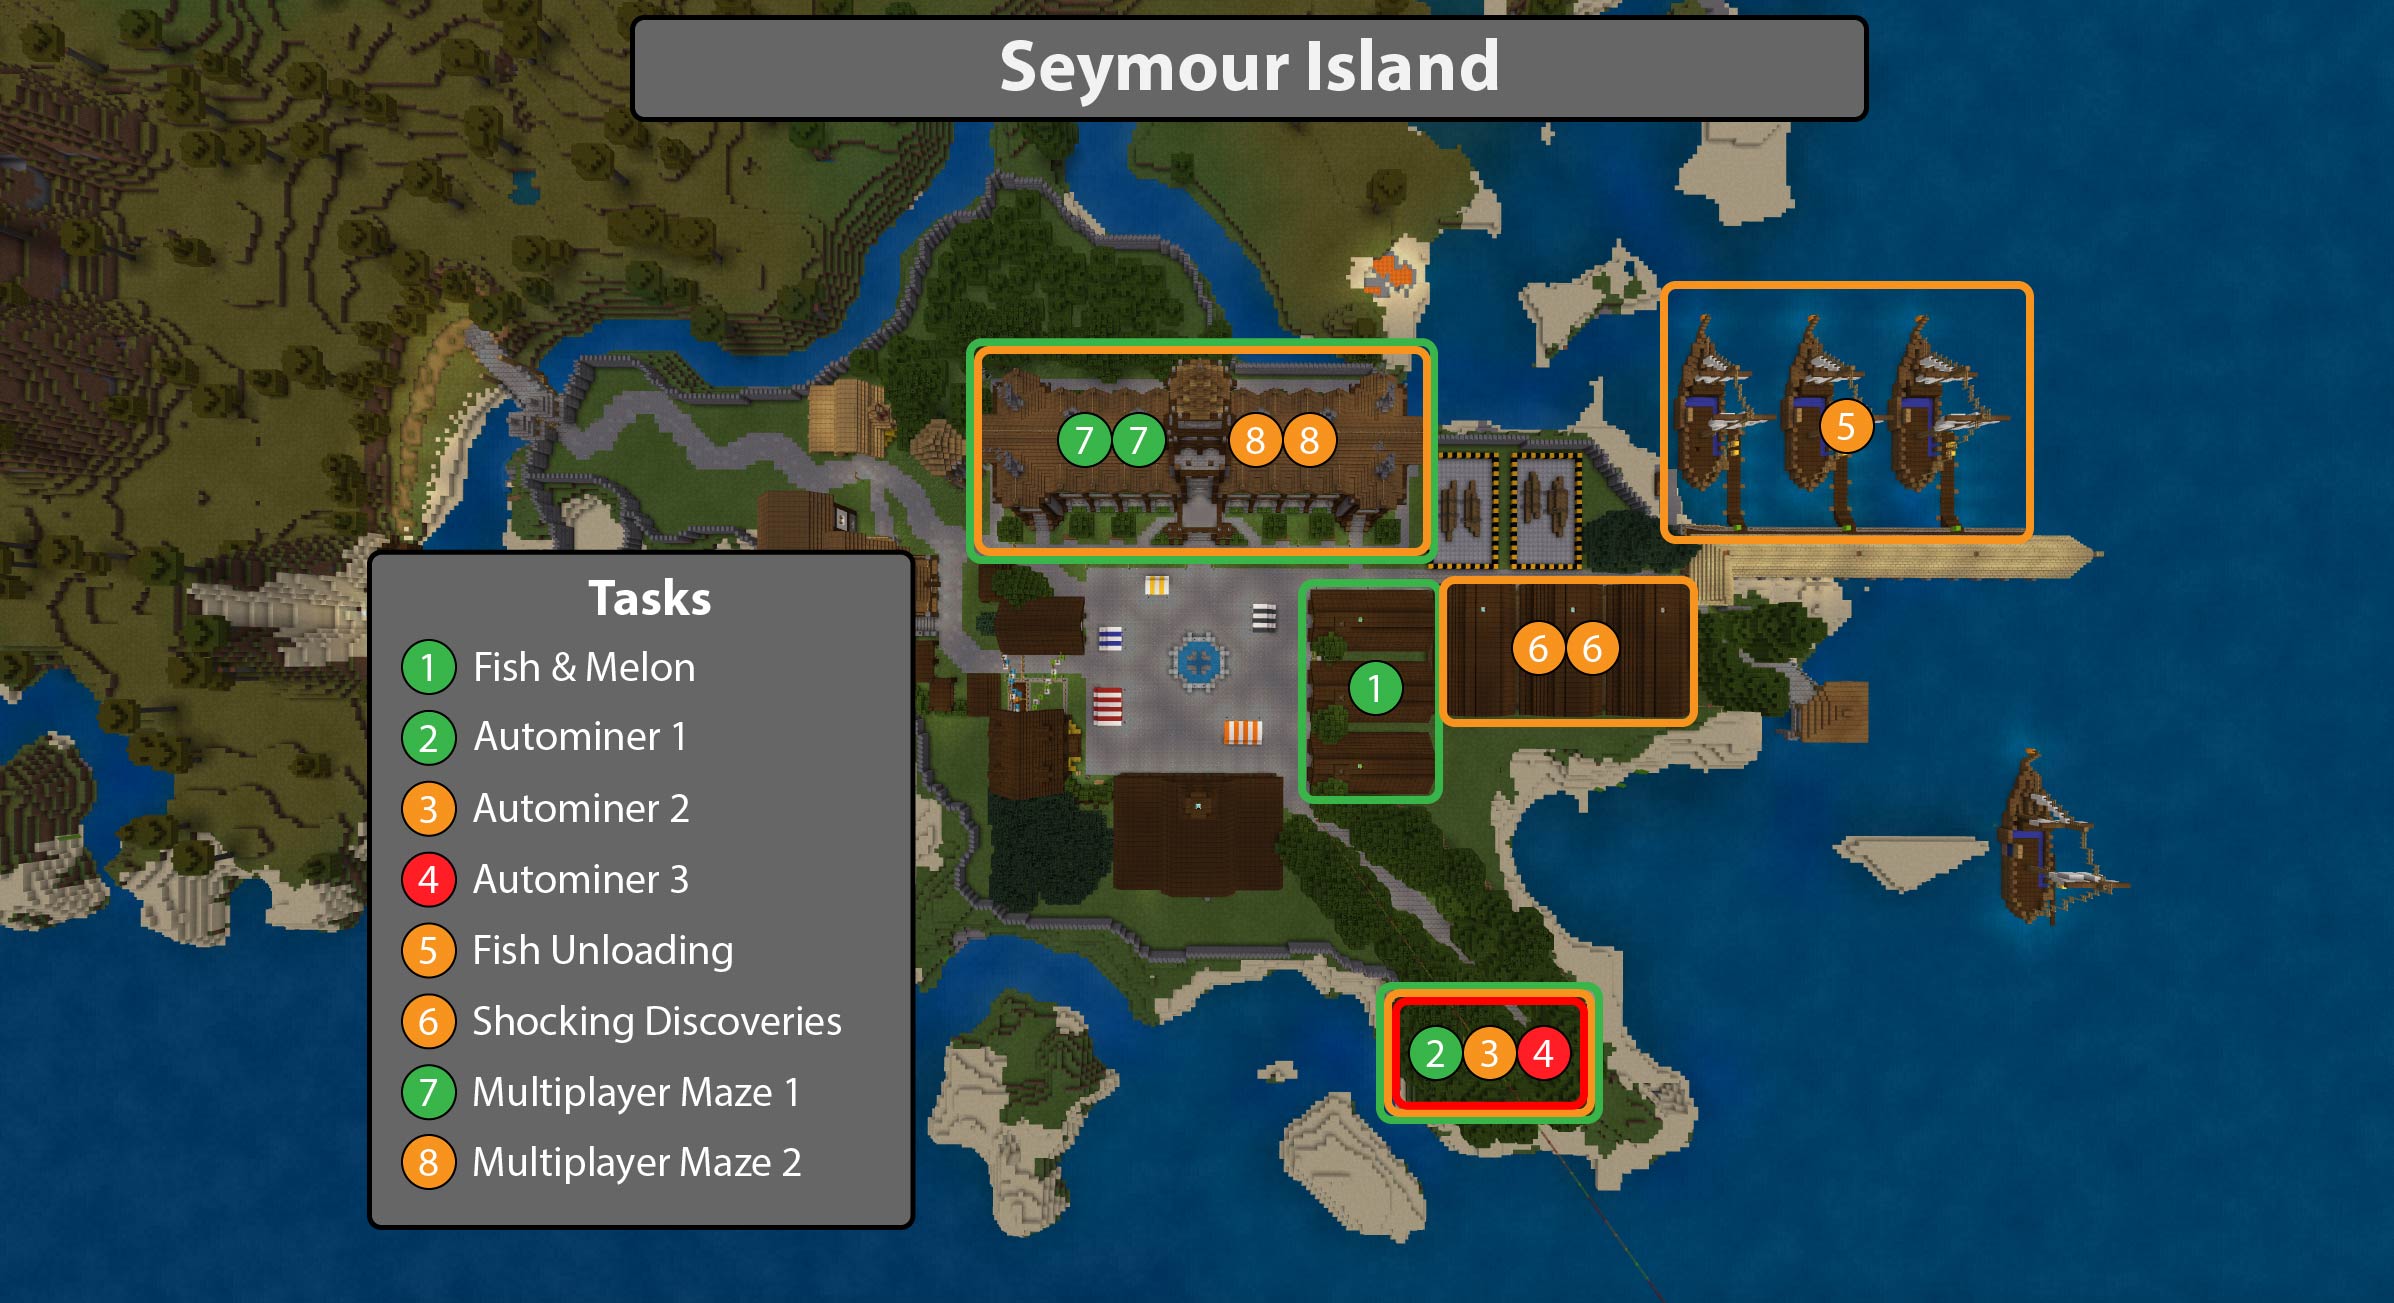 Seymour Island
7 7 8 8
5
6 6
1
Tasks
1 Fish & Melon
2 Autominer 1
3 Autominer 2
4 Autominer 3
5 Fish Unloading
6 Shocking Discoveries
7 Multiplayer Maze 1
8 Multiplayer Maze 2
2 3 4